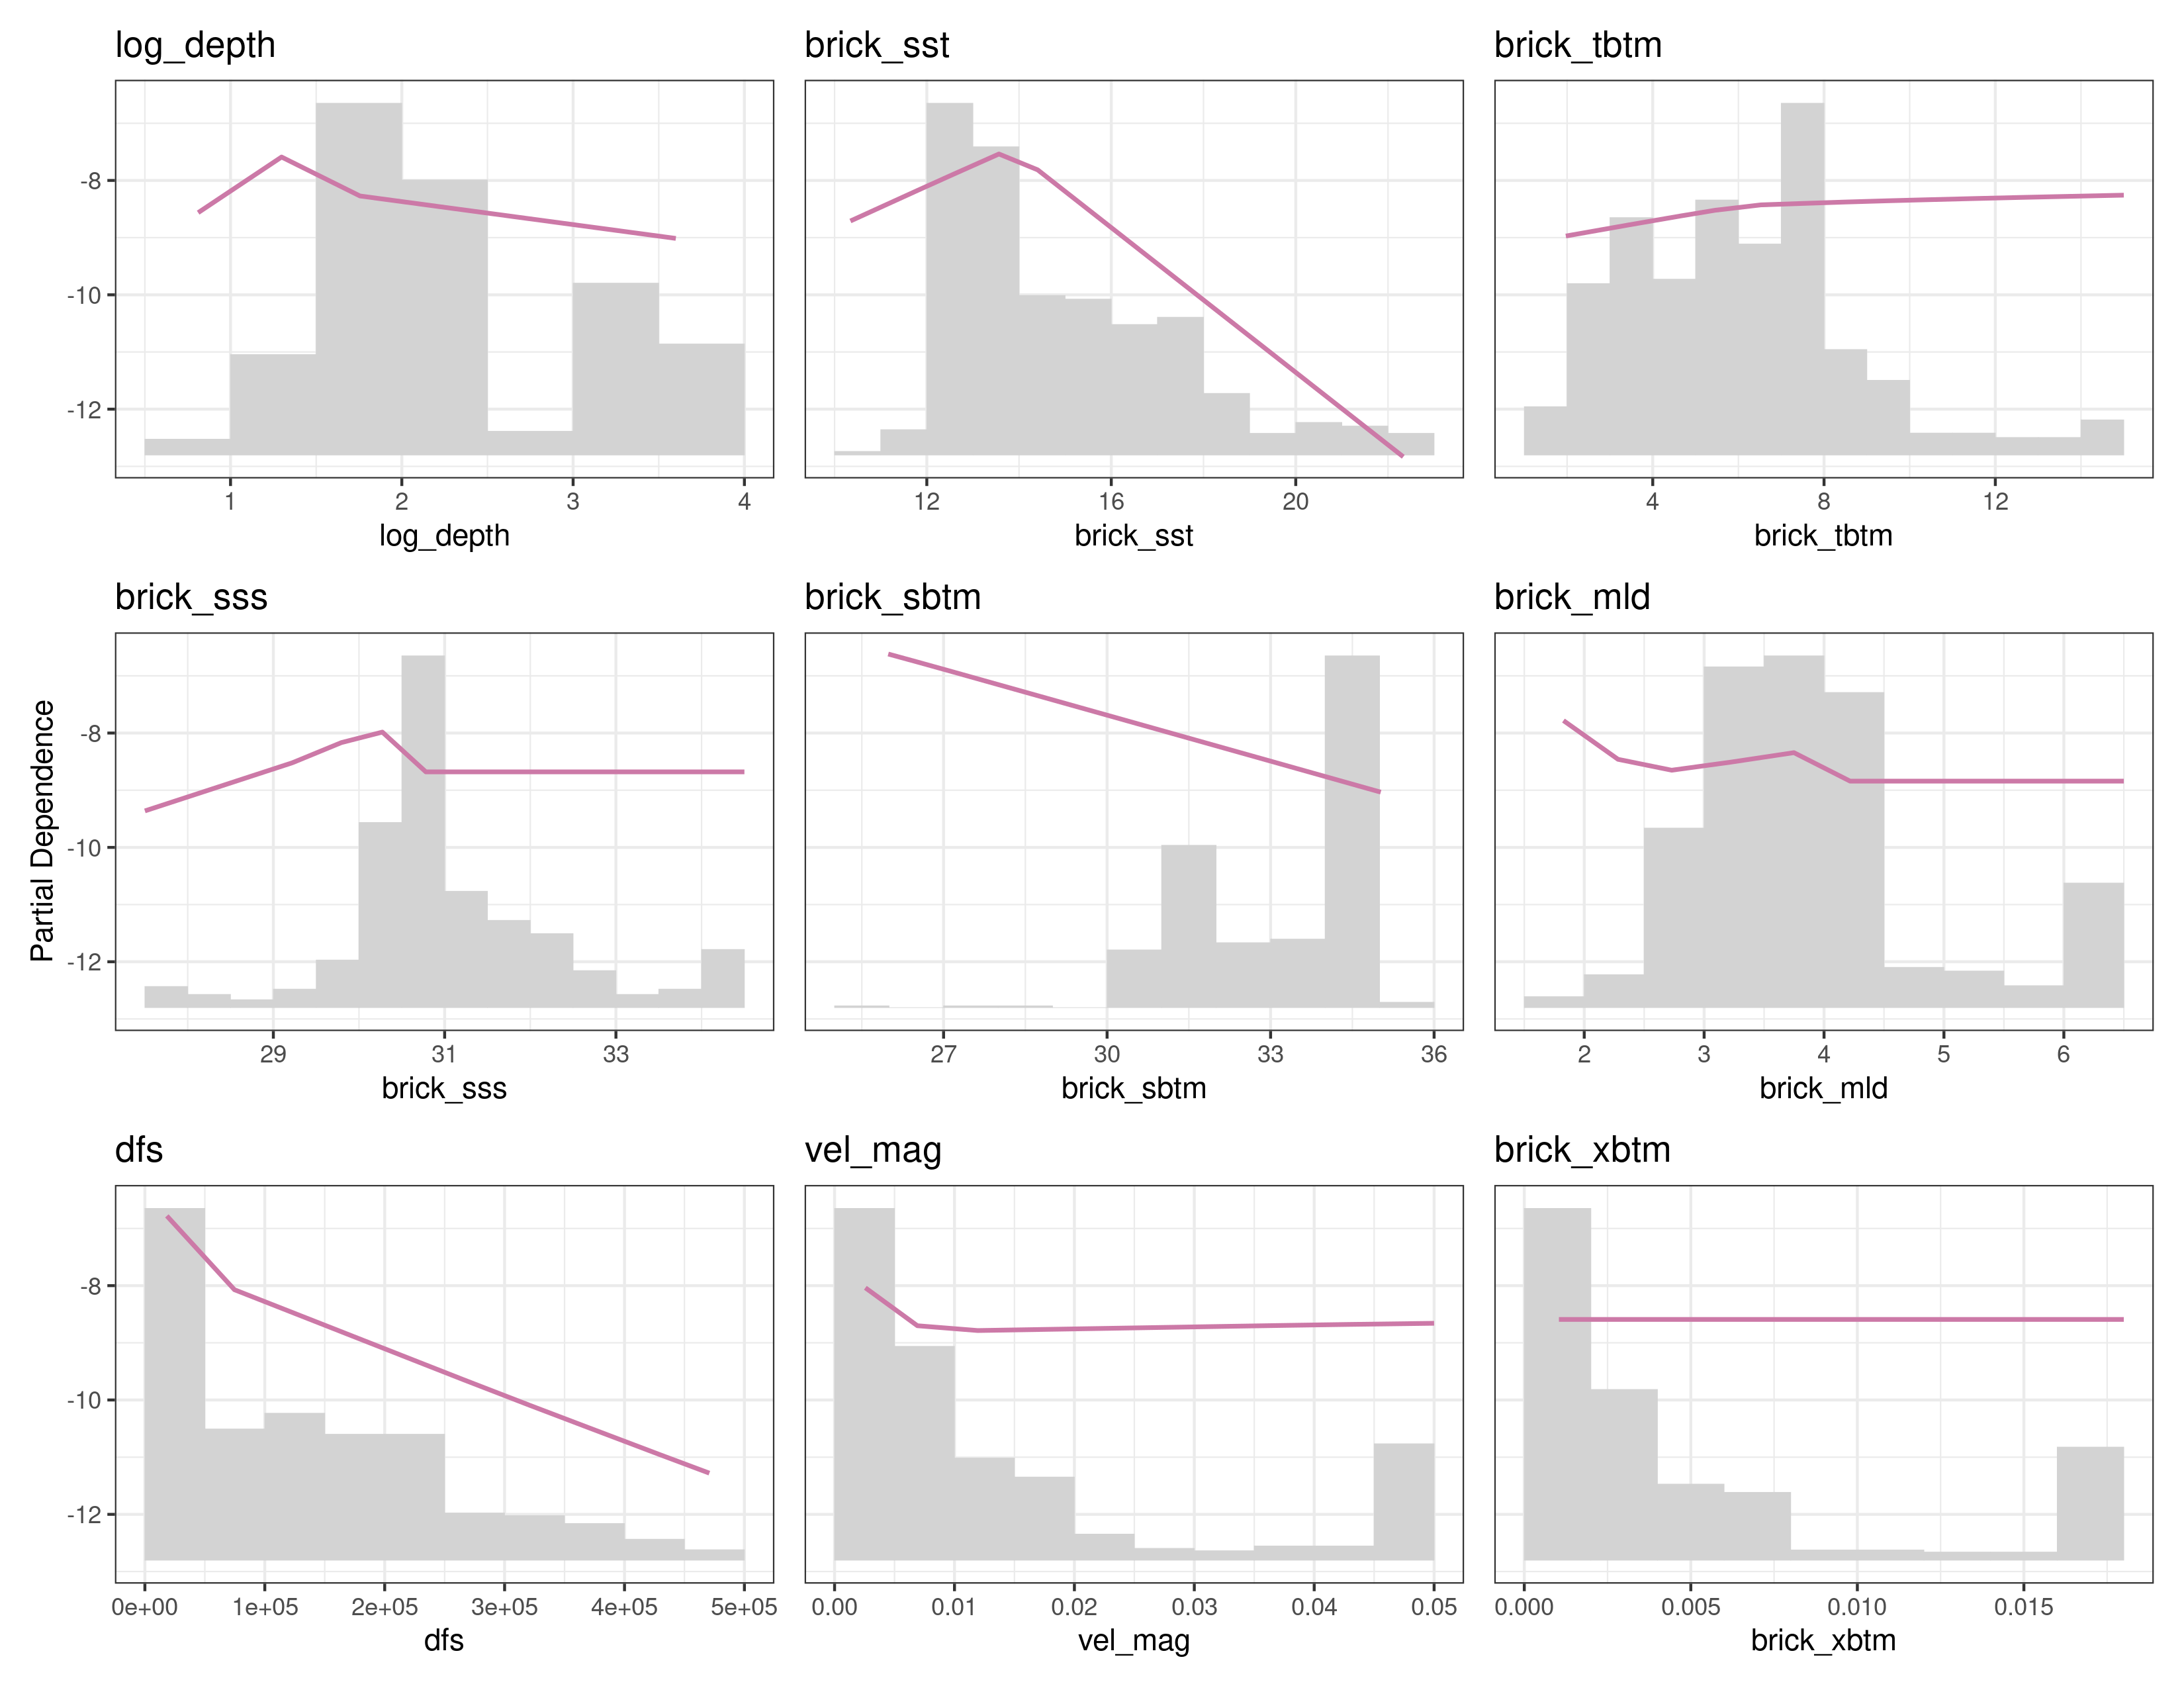 log_depth
brick_sst
brick_tbtm
-8
-10
-12
1 2 3 4
12 16 20
4 8 12
log_depth
brick_sst
brick_tbtm
brick_sss
brick_sbtm
brick_mld
Partial Dependence
-8
-10
-12
29 31 33
27 30 33 36
2 3 4 5 6
brick_sss
brick_sbtm
brick_mld
dfs
vel_mag
brick_xbtm
-8
-10
-12
0e+00 1e+05 2e+05 3e+05 4e+05 5e+05
0.00 0.01 0.02 0.03 0.04 0.05
0.000 0.005 0.010 0.015
dfs
vel_mag
brick_xbtm